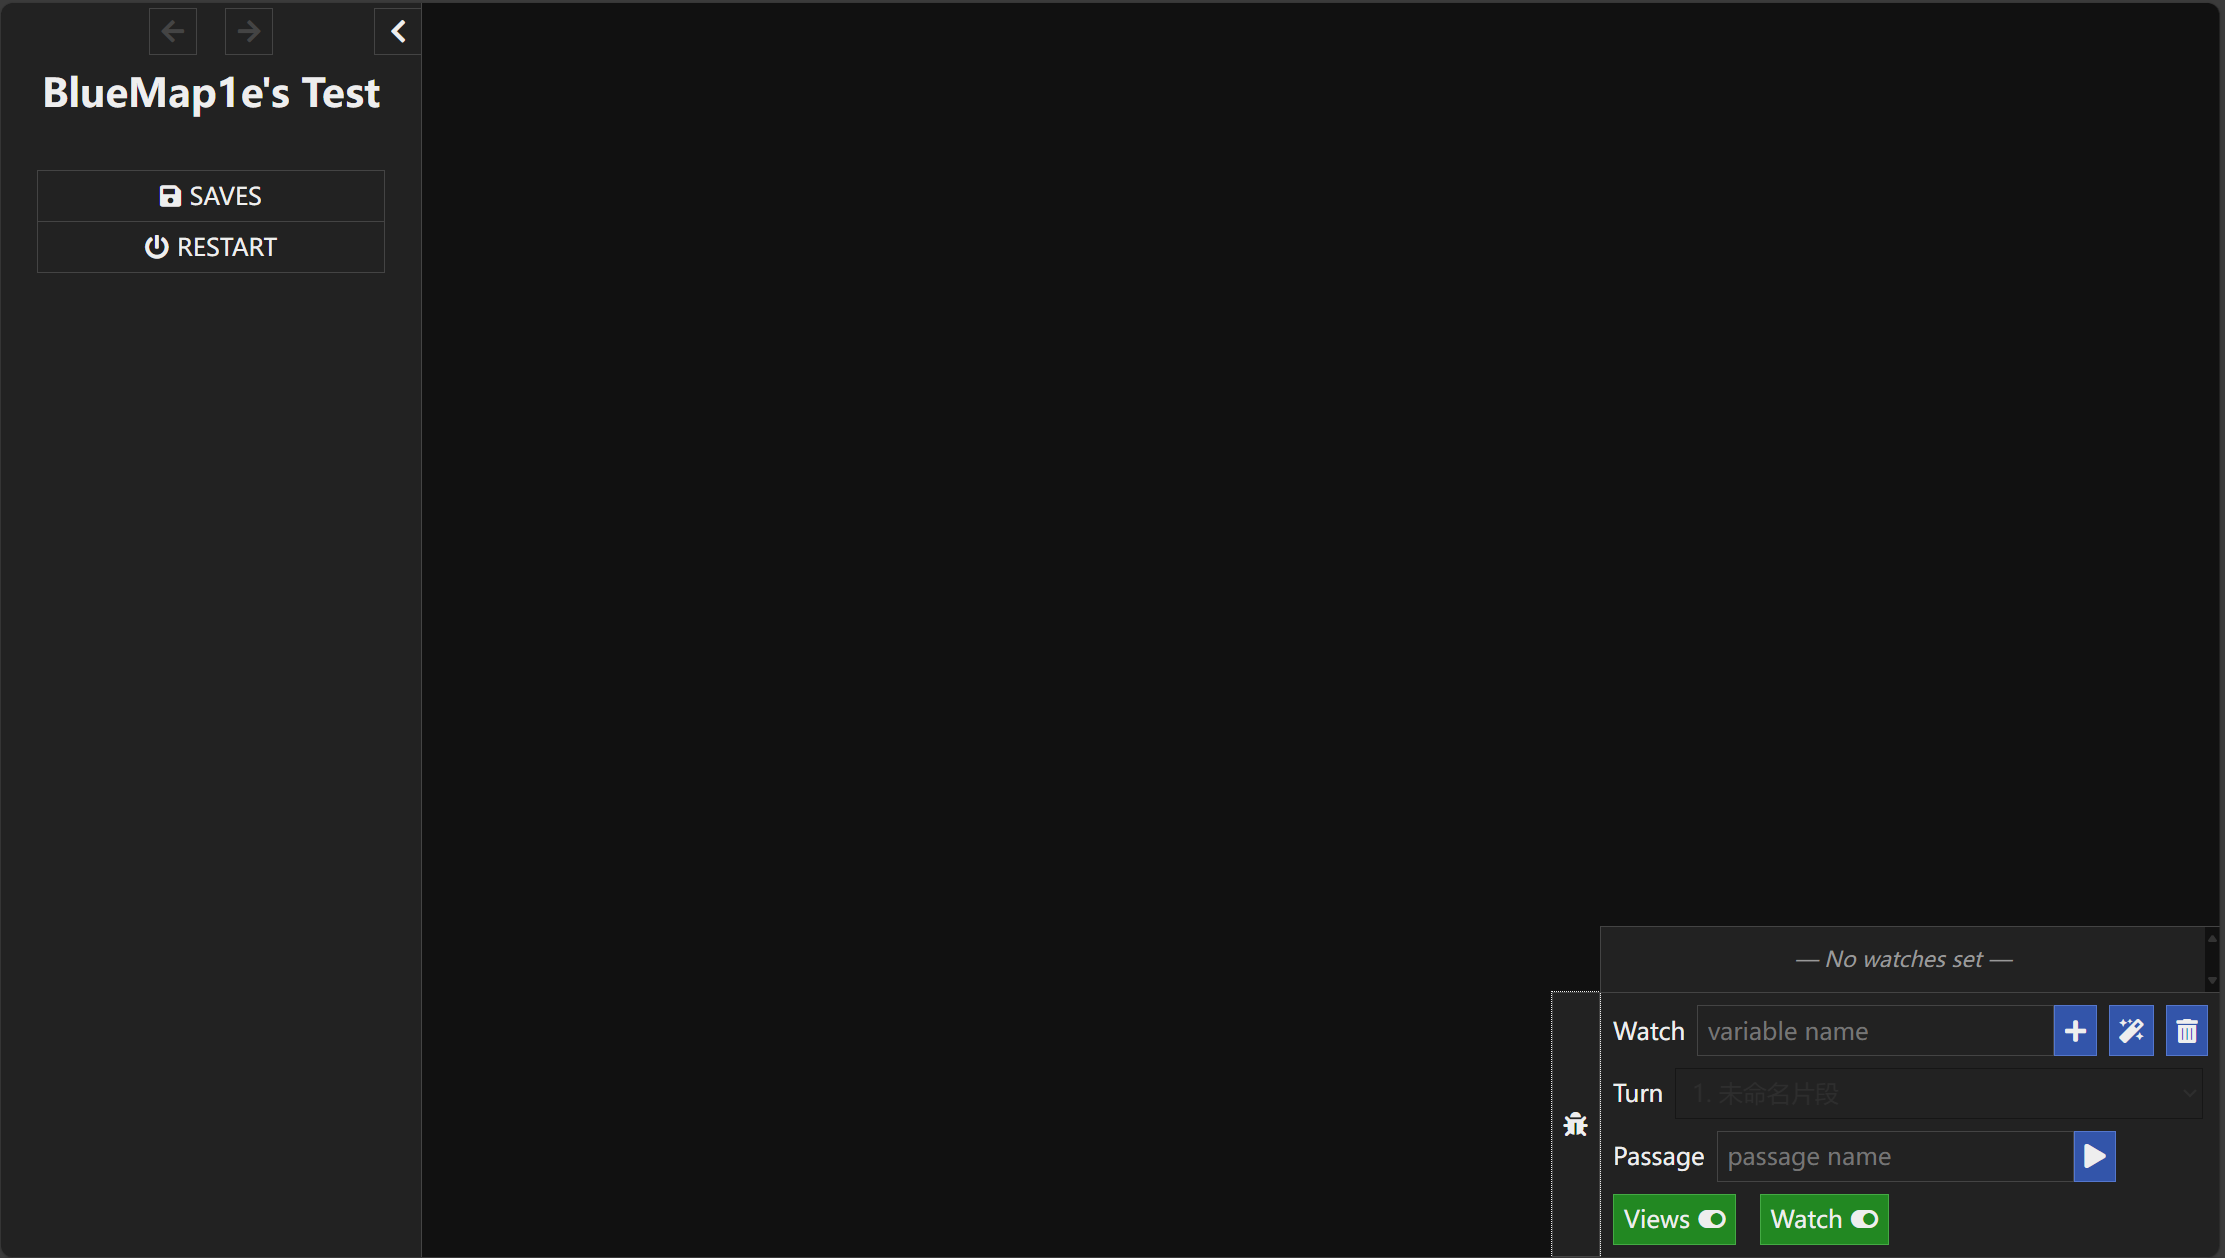 BlueMap1e's Test
SAVES
RESTART
— No watches set —
Watch variable name
Turn 1. 未命名片段
Passage passage name
Views Watch